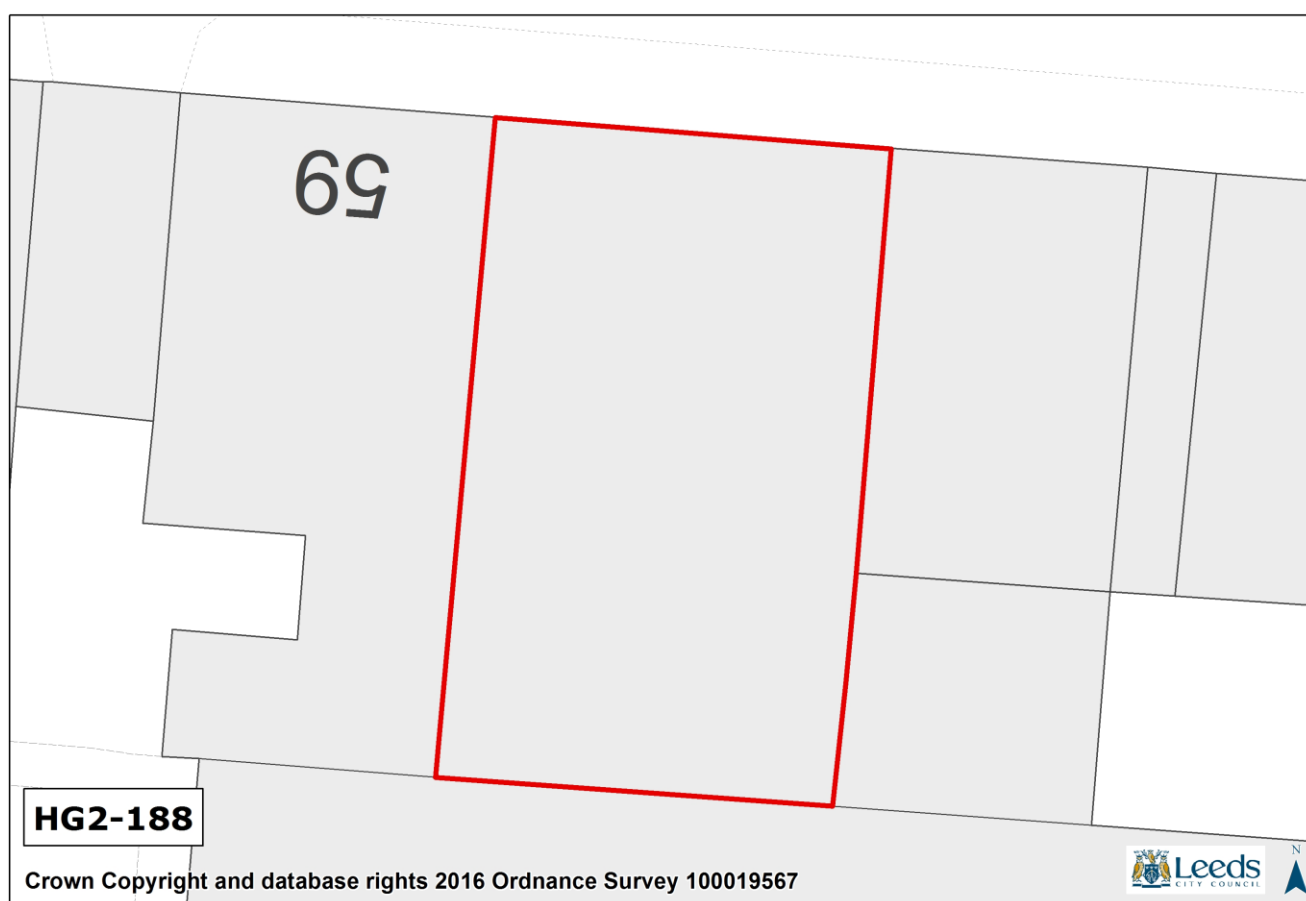 59
HG2-188
Crown Copyright and database rights 2016 Ordnance Survey 100019567
Leeds
CITY COUNCIL
N